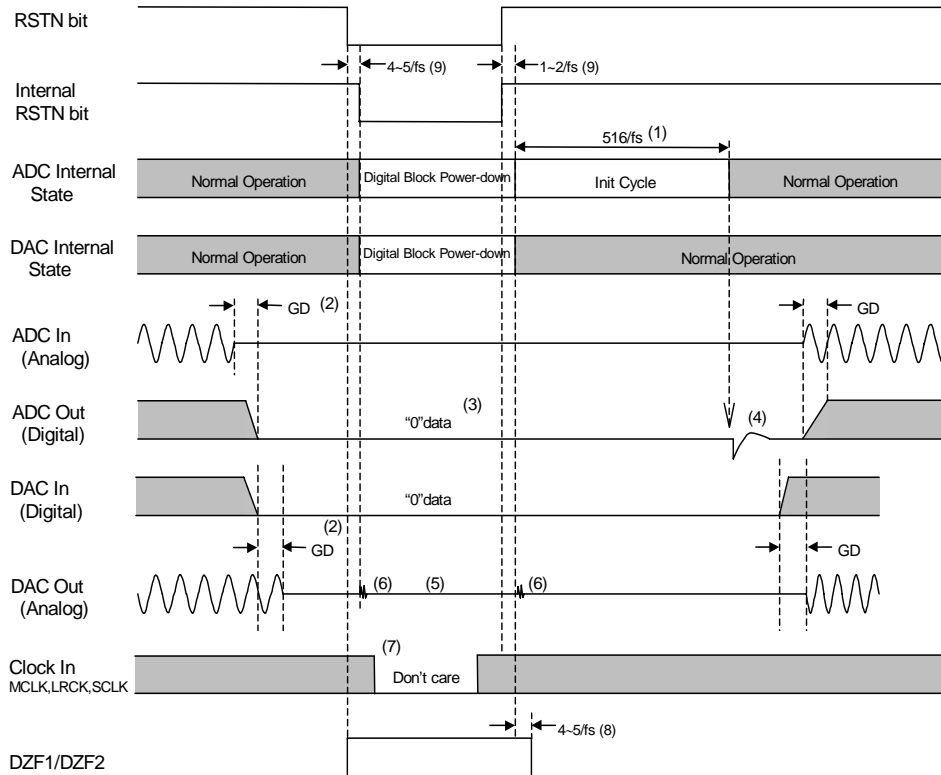 RSTN bit
4~5/fs (9)
1~2/fs (9)
Internal
RSTN bit
516/fs (1)
ADC Internal
State
Normal Operation
Digital Block Power-down
Init Cycle
Normal Operation
DAC Internal
State
Normal Operation
Digital Block Power-down
Normal Operation
GD (2)
GD
ADC In
(Analog)
ADC Out
(Digital)
“0”data
(3)
(4)
DAC In
(Digital)
“0”data
(2)
GD
GD
DAC Out
(Analog)
(6)
(5)
(6)
Clock In
MCLK,LRCK,SCLK
(7)
Don't care
4~5/fs (8)
DZF1/DZF2